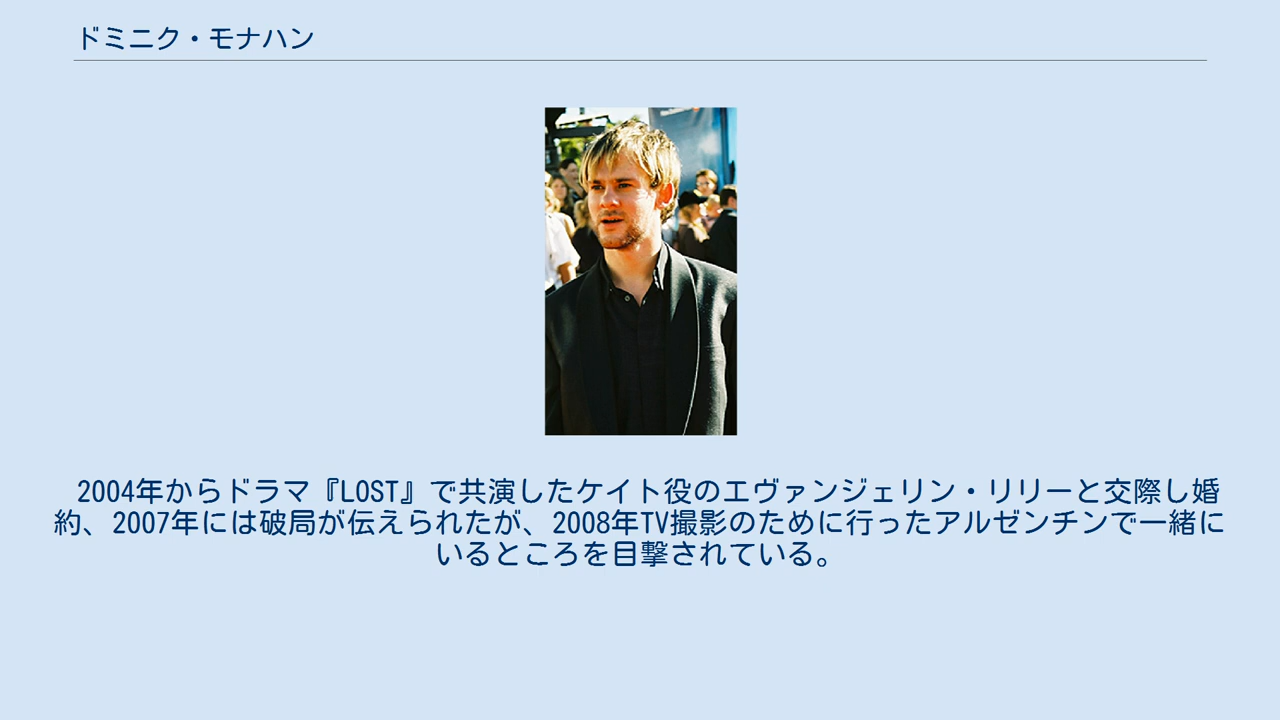 ドミニク・モナハン
2004年からドラマ『LOST』で共演したケイト役のエヴァンジェリン・リリーと交際し婚
約、2007年には破局が伝えられたが、2008年TV撮影のために行ったアルゼンチンで一緒に
いるところを目撃されている。